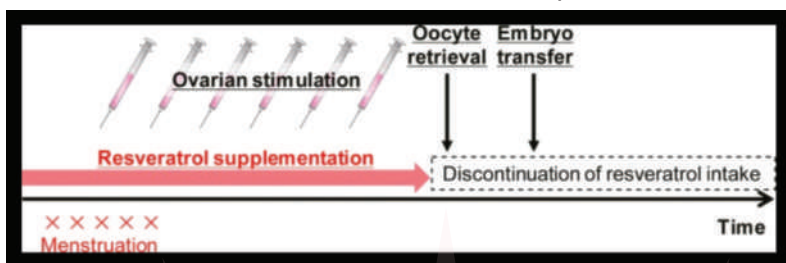 Oocyte retrieval
Embryo transfer
Ovarian stimulation
Resveratrol supplementation
Discontinuation of resveratrol intake
Time
× × × × ×
Menstruation